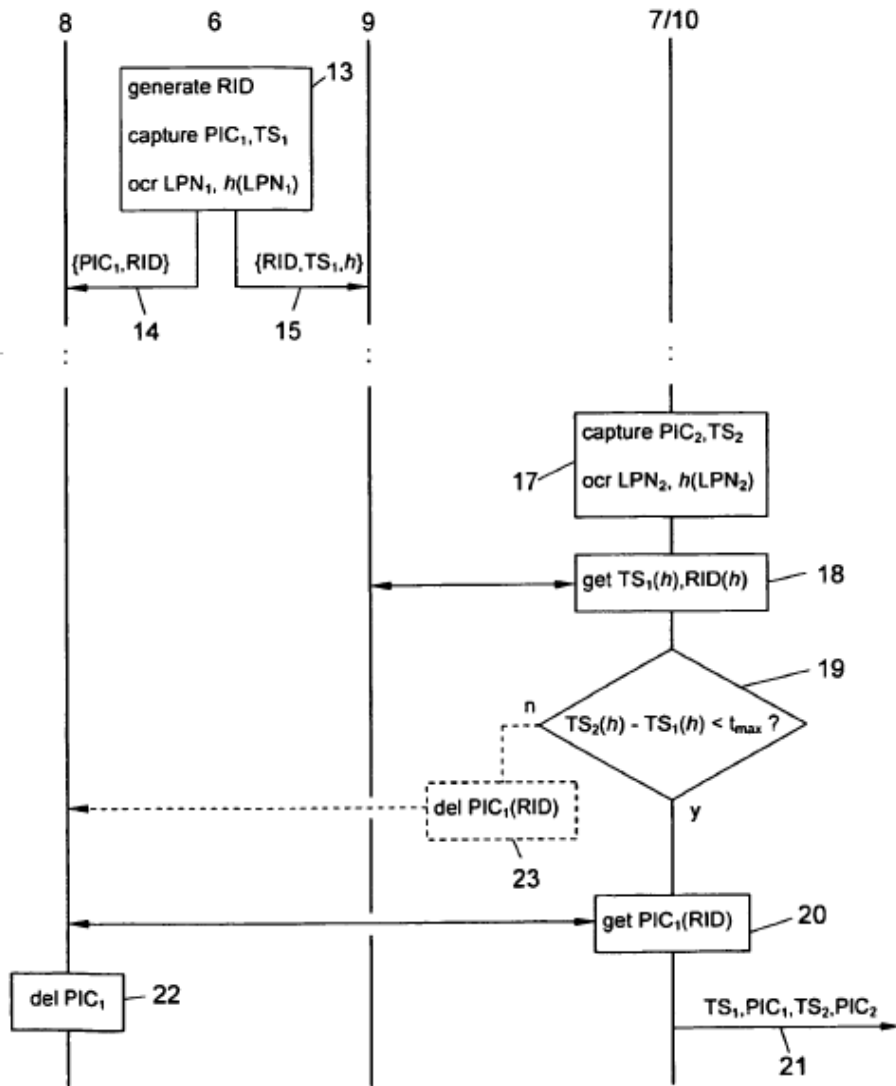 8 6 9 7/10
13
generate RID
capture PIC₁,TS₁
ocr LPN₁, h(LPN₁)
{PIC₁,RID} {RID,TS₁,h}
14 15
: : :
capture PIC₂,TS₂
17
ocr LPN₂, h(LPN₂)
get TS₁(h),RID(h)
18
19
n
TS₂(h) - TS₁(h) < tₘₐₓ ?
del PIC₁(RID)
y
23
get PIC₁(RID)
20
del PIC₁
22
TS₁,PIC₁,TS₂,PIC₂
21